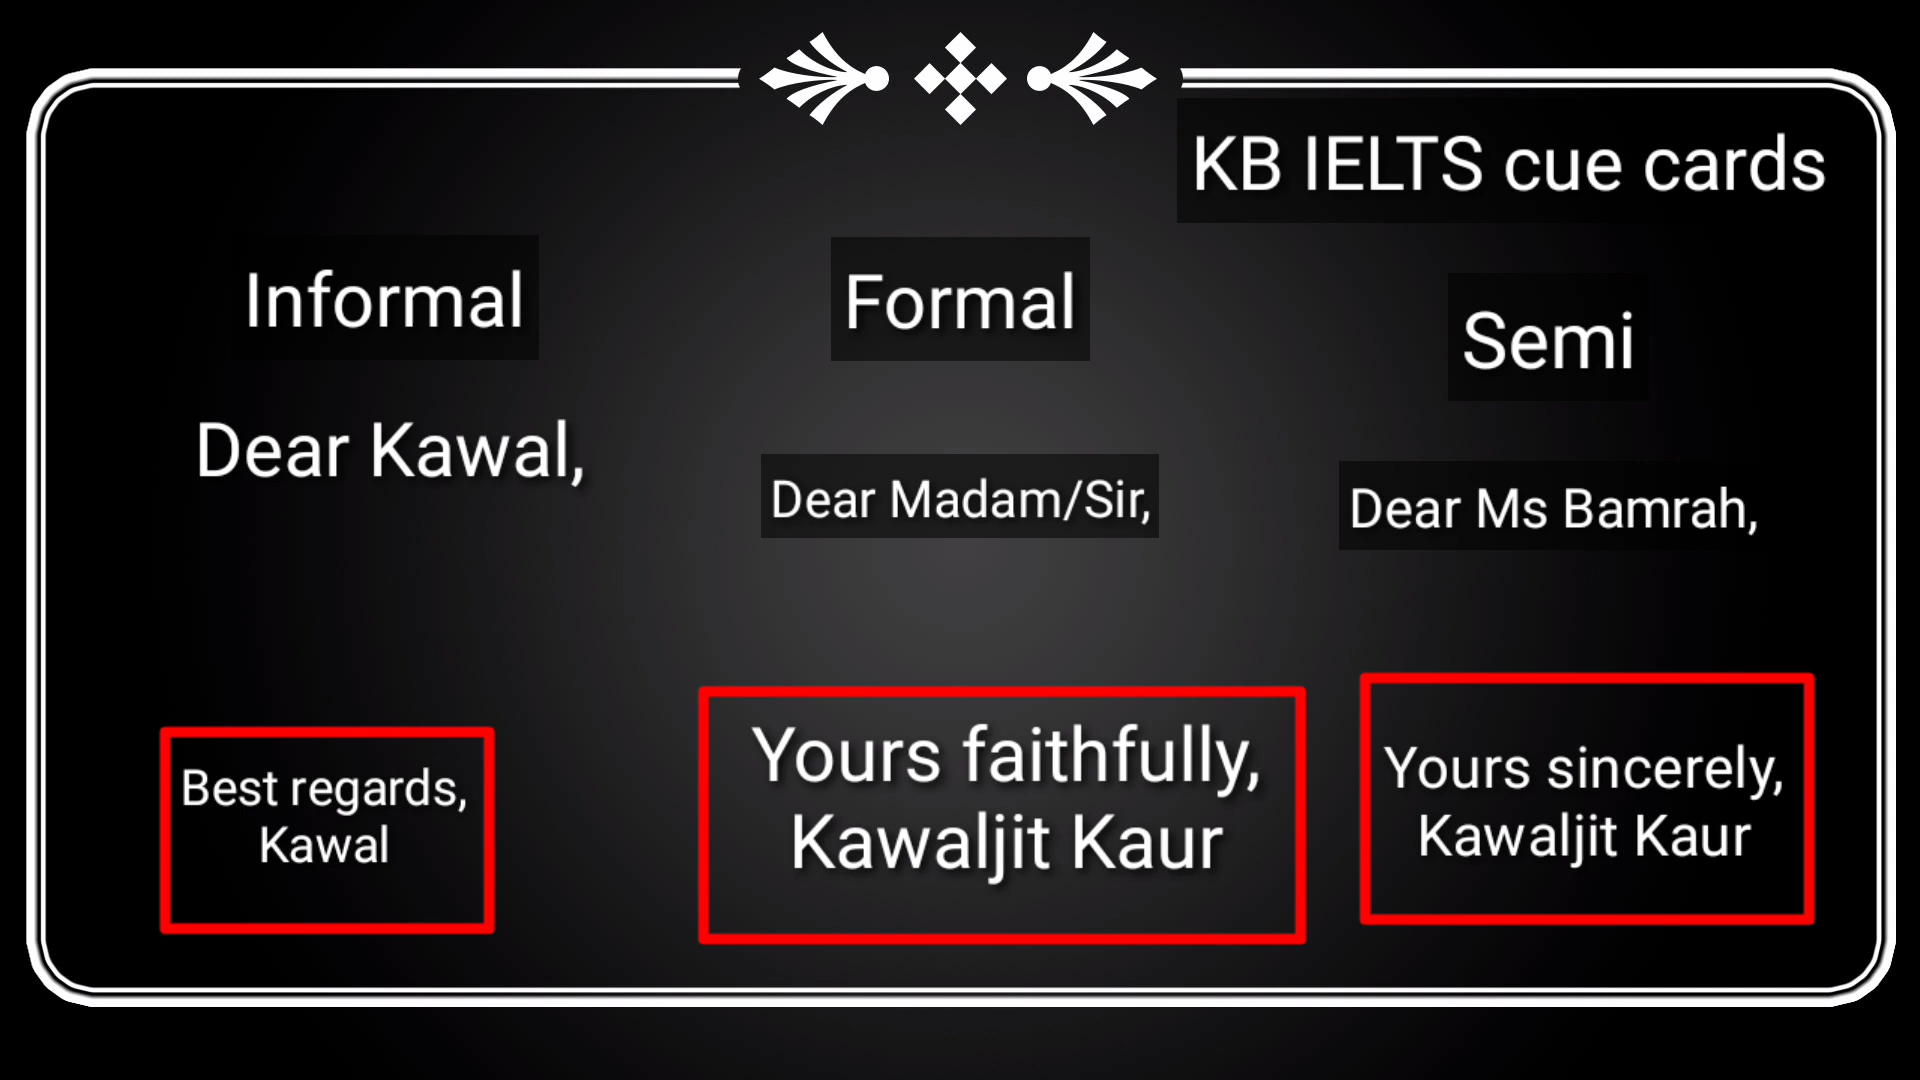 KB IELTS cue cards
Informal
Dear Kawal,
Best regards,
Kawal
Formal
Dear Madam/Sir,
Yours faithfully,
Kawaljit Kaur
Semi
Dear Ms Bamrah,
Yours sincerely,
Kawaljit Kaur